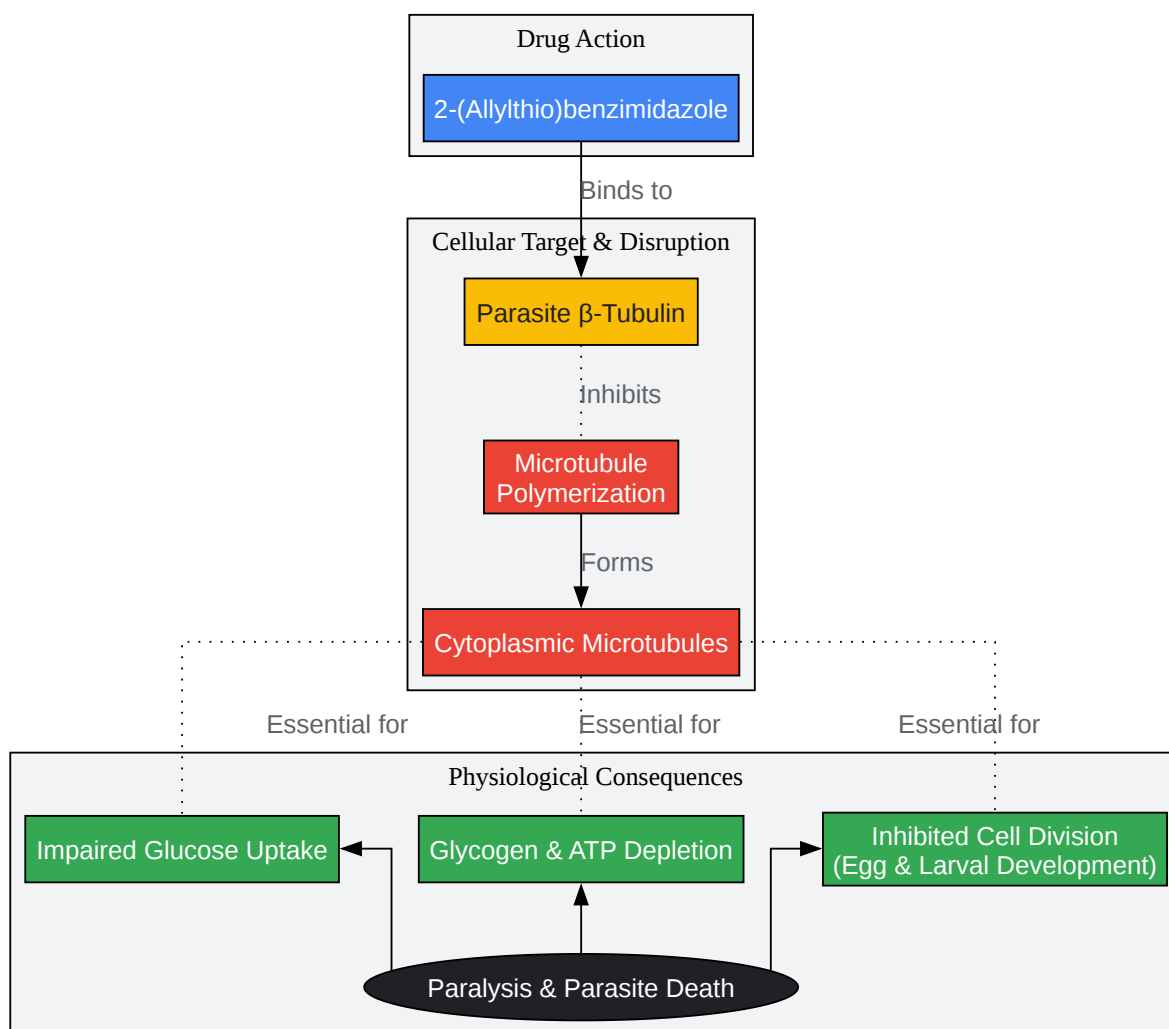 Drug Action
2-(Allylthio)benzimidazole
Binds to
Cellular Target & Disruption
Parasite β-Tubulin
Inhibits
Microtubule
Polymerization
Forms
Cytoplasmic Microtubules
Essential for
Essential for
Essential for
Physiological Consequences
Impaired Glucose Uptake
Glycogen & ATP Depletion
Inhibited Cell Division
(Egg & Larval Development)
Paralysis & Parasite Death